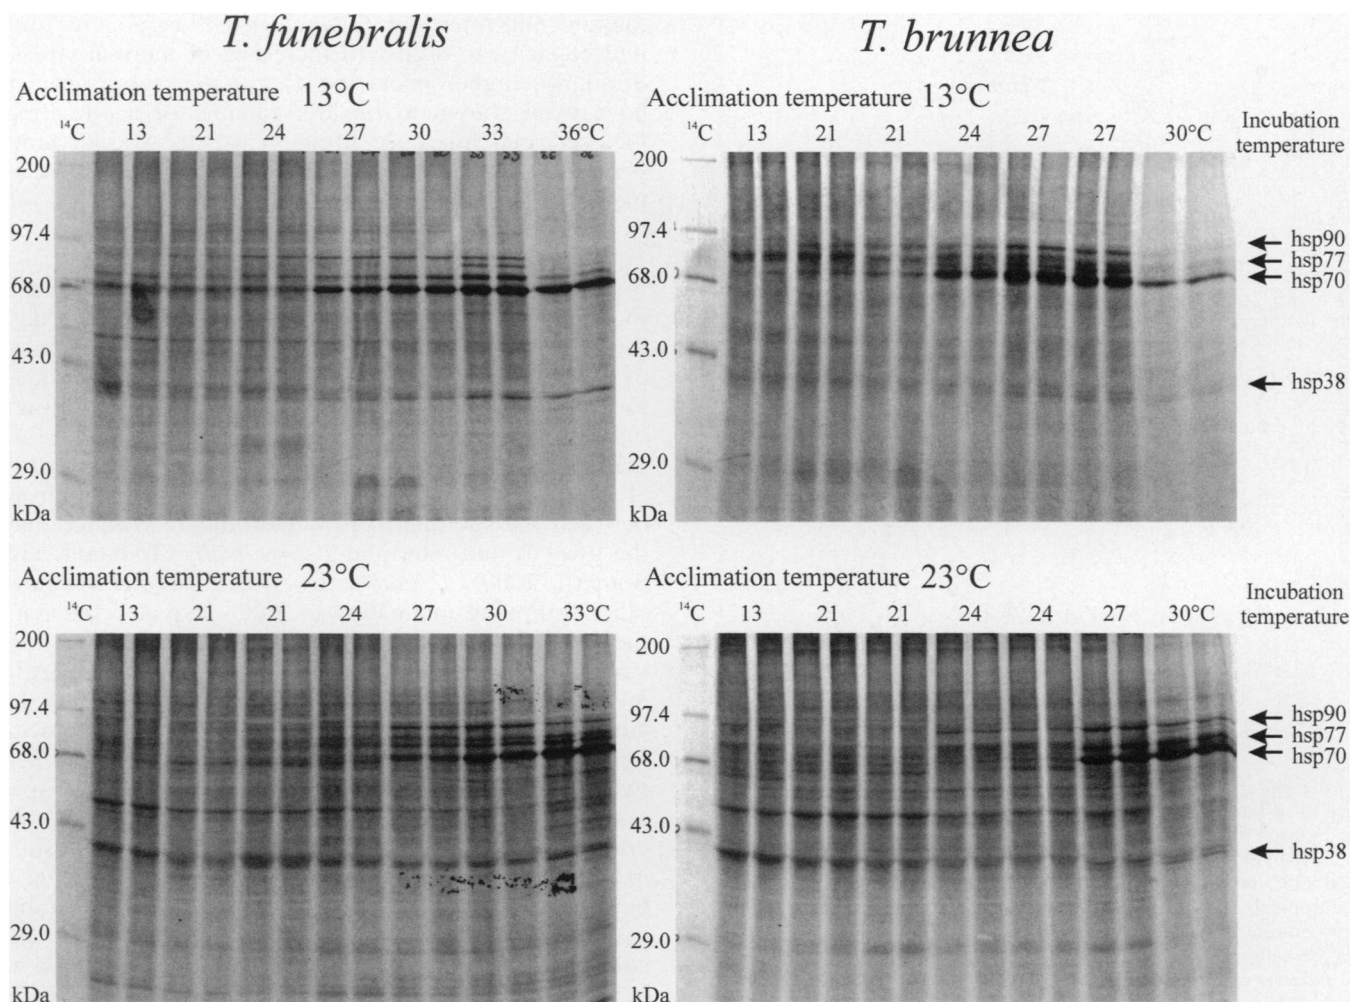 T. funebralis
T. brunnea
Acclimation temperature 13°C
¹⁴C 13 21 24 27 30 33 36°C
200
97.4
68.0
43.0
29.0
kDa
Acclimation temperature 13°C
¹⁴C 13 21 21 24 27 27 30°C
Incubation
temperature
200
97.4
68.0
43.0
29.0
kDa
hsp90
hsp77
hsp70
hsp38
Acclimation temperature 23°C
¹⁴C 13 21 21 24 27 30 33°C
200
97.4
68.0
43.0
29.0
kDa
Acclimation temperature 23°C
¹⁴C 13 21 21 24 24 27 30°C
Incubation
temperature
200
97.4
68.0
43.0
29.0
kDa
hsp90
hsp77
hsp70
hsp38